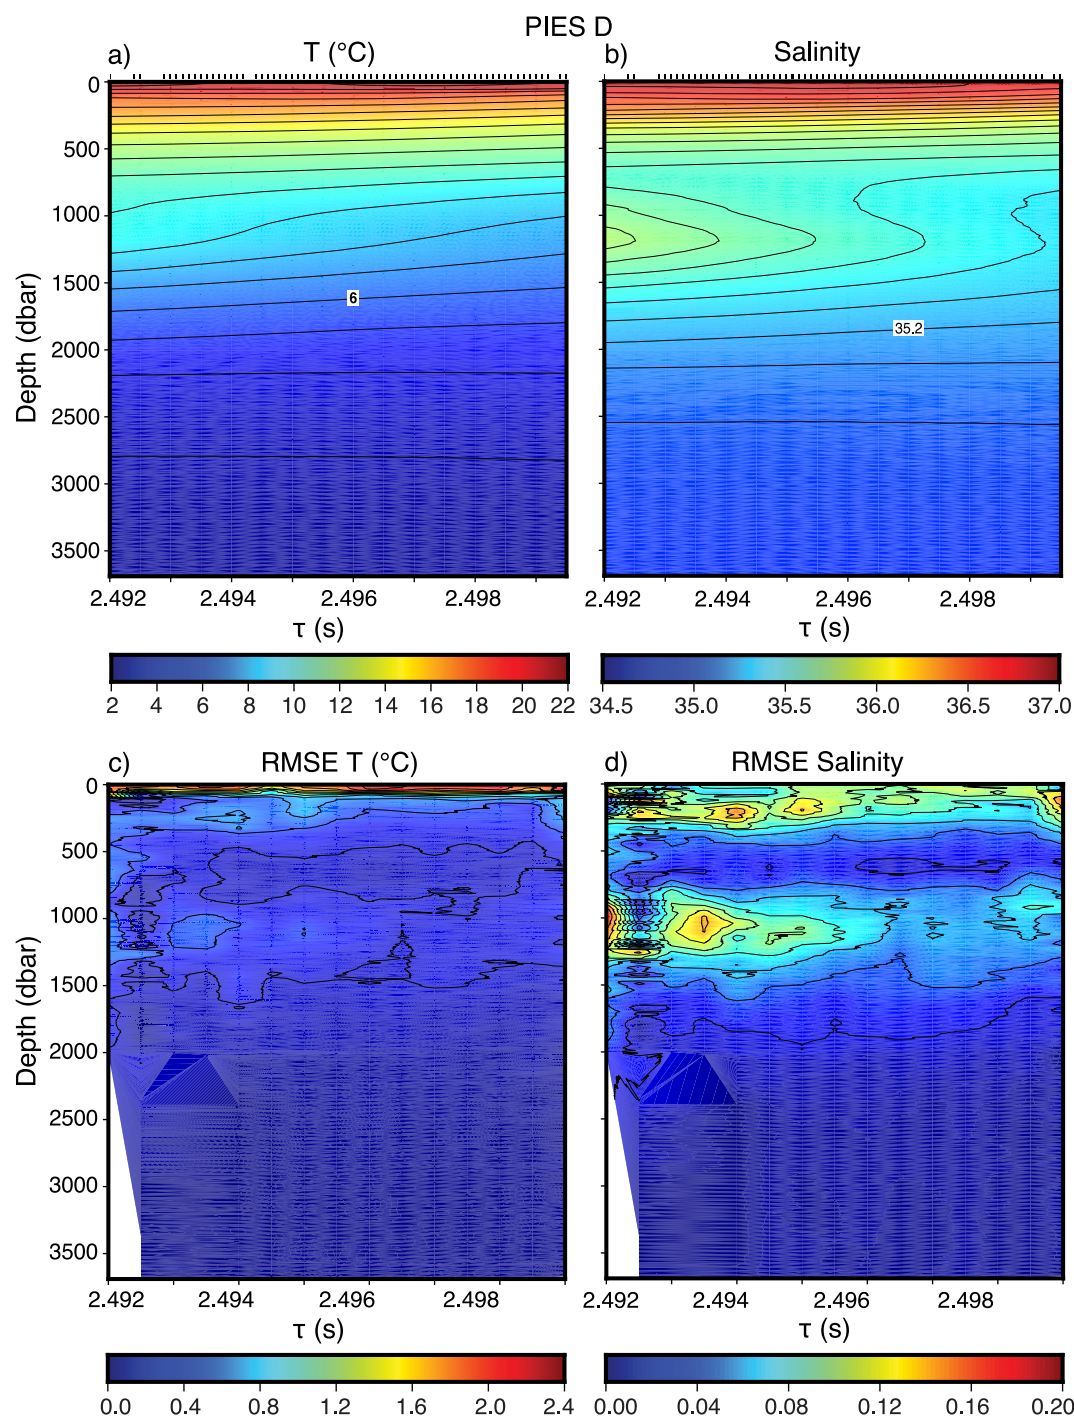 PIES D
a) T (°C)
b) Salinity
0
500
1000
1500
2000
2500
3000
3500
Depth (dbar)
6
35.2
2.492 2.494 2.496 2.498
2.492 2.494 2.496 2.498
τ (s)
τ (s)
2 4 6 8 10 12 14 16 18 20 22
34.5 35.0 35.5 36.0 36.5 37.0
c) RMSE T (°C)
d) RMSE Salinity
0
500
1000
1500
2000
2500
3000
3500
Depth (dbar)
2.492 2.494 2.496 2.498
2.492 2.494 2.496 2.498
τ (s)
τ (s)
0.0 0.4 0.8 1.2 1.6 2.0 2.4
0.00 0.04 0.08 0.12 0.16 0.20